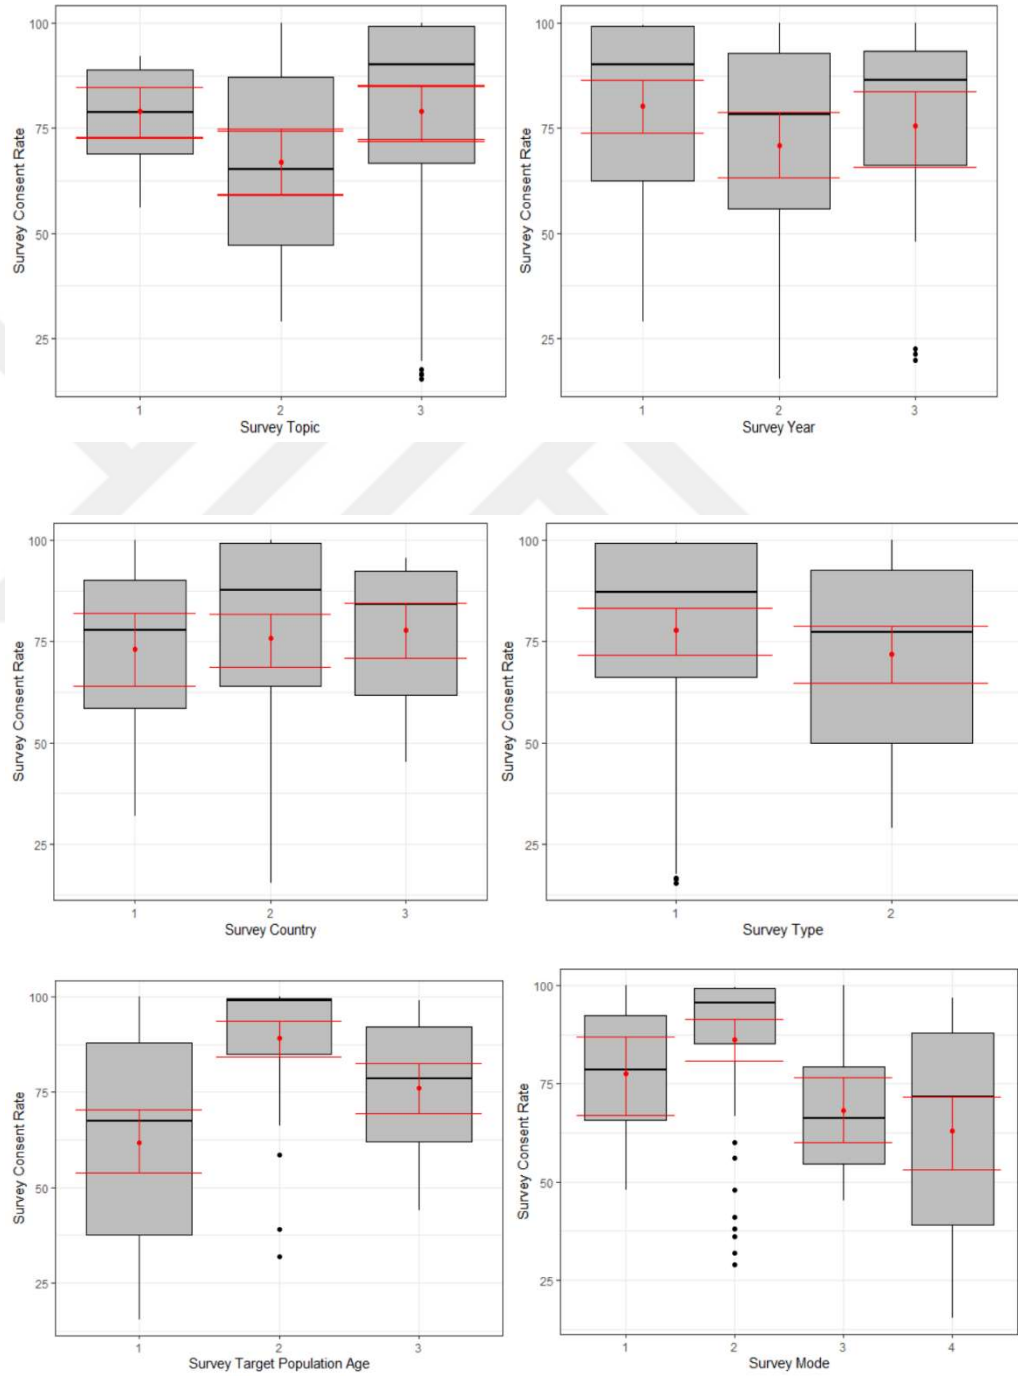 Survey Consent Rate
100
75
50
25
1 2 3
Survey Topic
Survey Consent Rate
100
75
50
25
1 2 3
Survey Year
Survey Consent Rate
100
75
50
25
1 2 3
Survey Country
Survey Consent Rate
100
75
50
25
1 2
Survey Type
Survey Consent Rate
100
75
50
25
1 2 3
Survey Target Population Age
Survey Consent Rate
100
75
50
25
1 2 3 4
Survey Mode